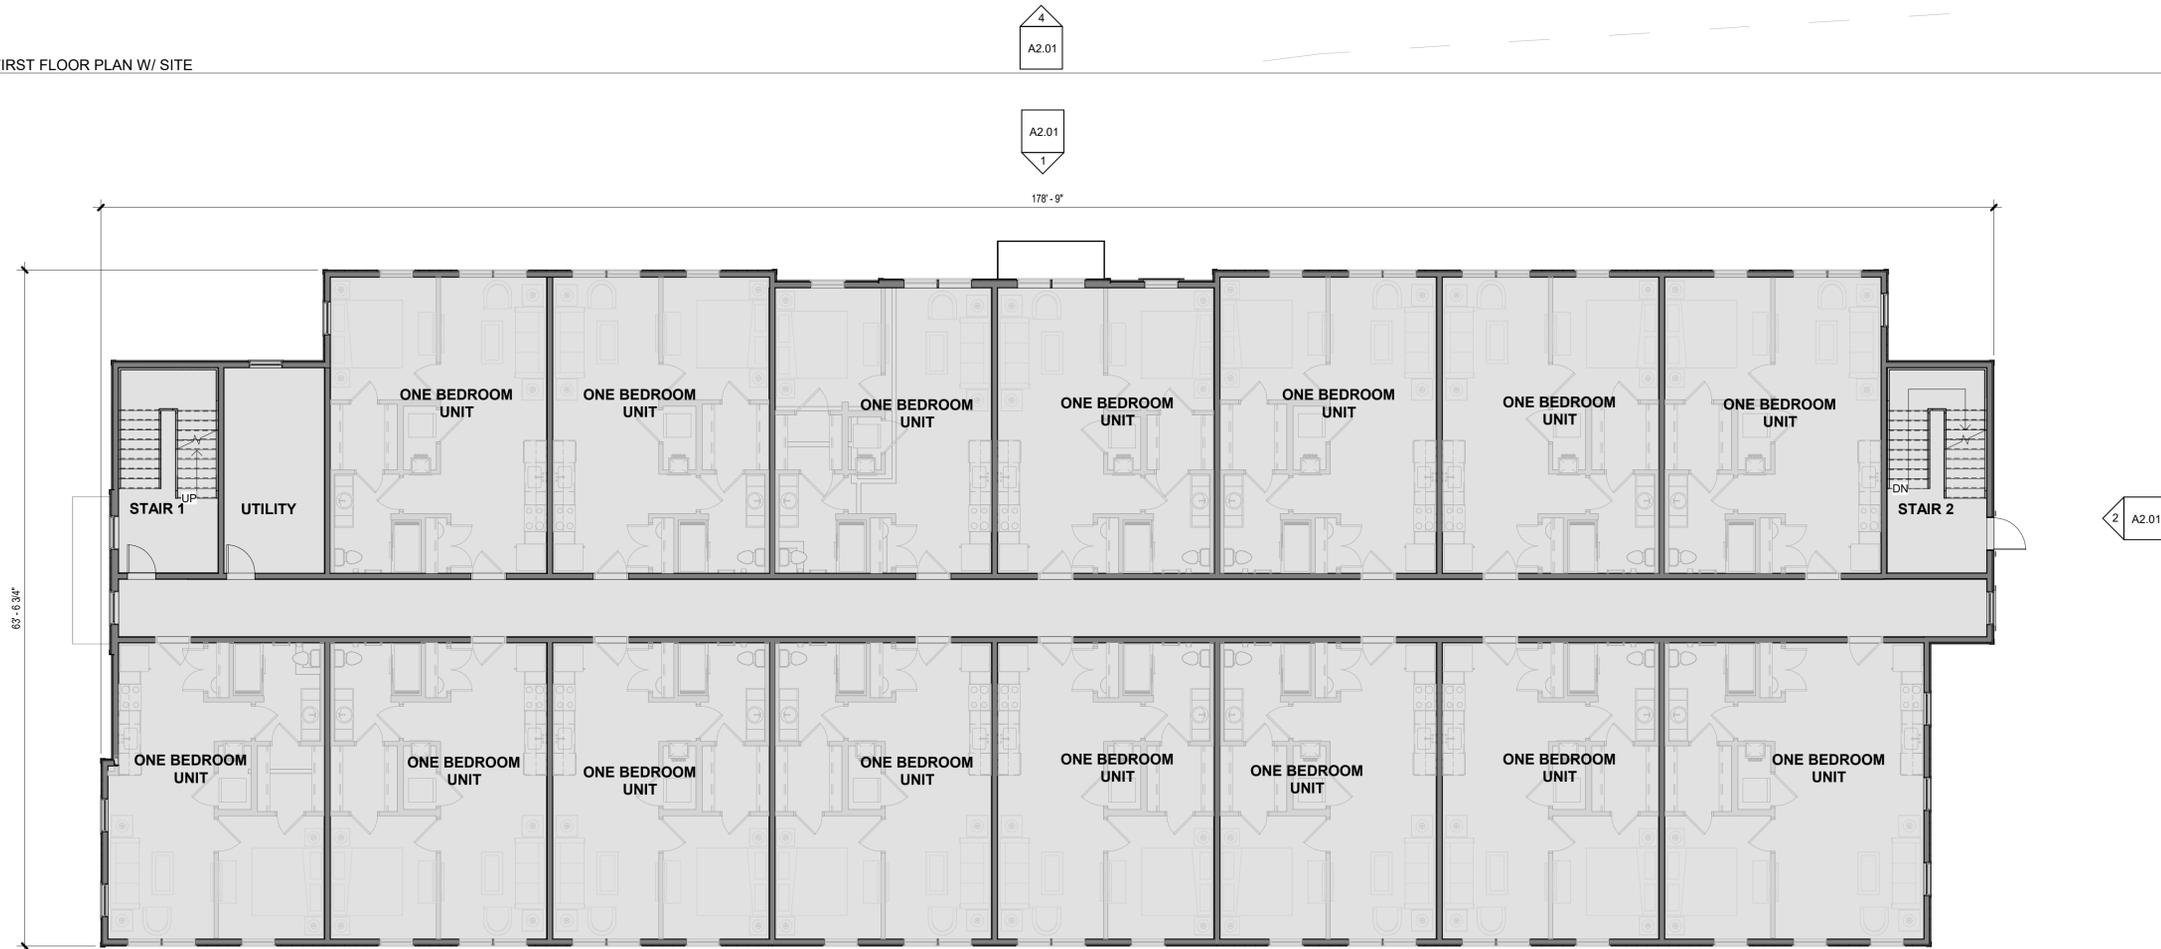 4
A2.01
IRST FLOOR PLAN W/ SITE
A2.01
1
178' - 9"
ONE BEDROOM
UNIT
ONE BEDROOM
UNIT
ONE BEDROOM
UNIT
ONE BEDROOM
UNIT
ONE BEDROOM
UNIT
ONE BEDROOM
UNIT
ONE BEDROOM
UNIT
UP
STAIR 1
UTILITY
DN
STAIR 2
2
A2.01
63' - 6 3/4"
ONE BEDROOM
UNIT
ONE BEDROOM
UNIT
ONE BEDROOM
UNIT
ONE BEDROOM
UNIT
ONE BEDROOM
UNIT
ONE BEDROOM
UNIT
ONE BEDROOM
UNIT
ONE BEDROOM
UNIT